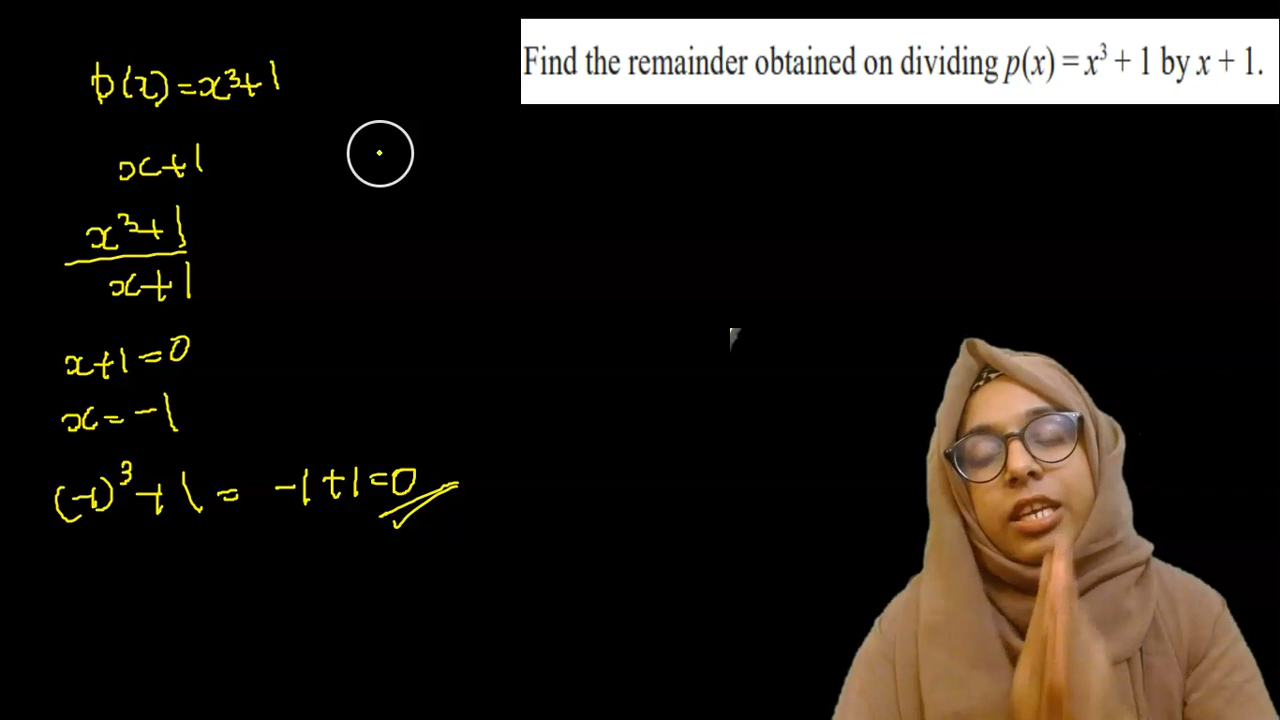 Find the remainder obtained on dividing p(x) = x³ + 1 by x + 1.
p(x) = x³+1
x+1
x³+1
x+1
x+1=0
x=-1
(-1)³+1= -1+1=0